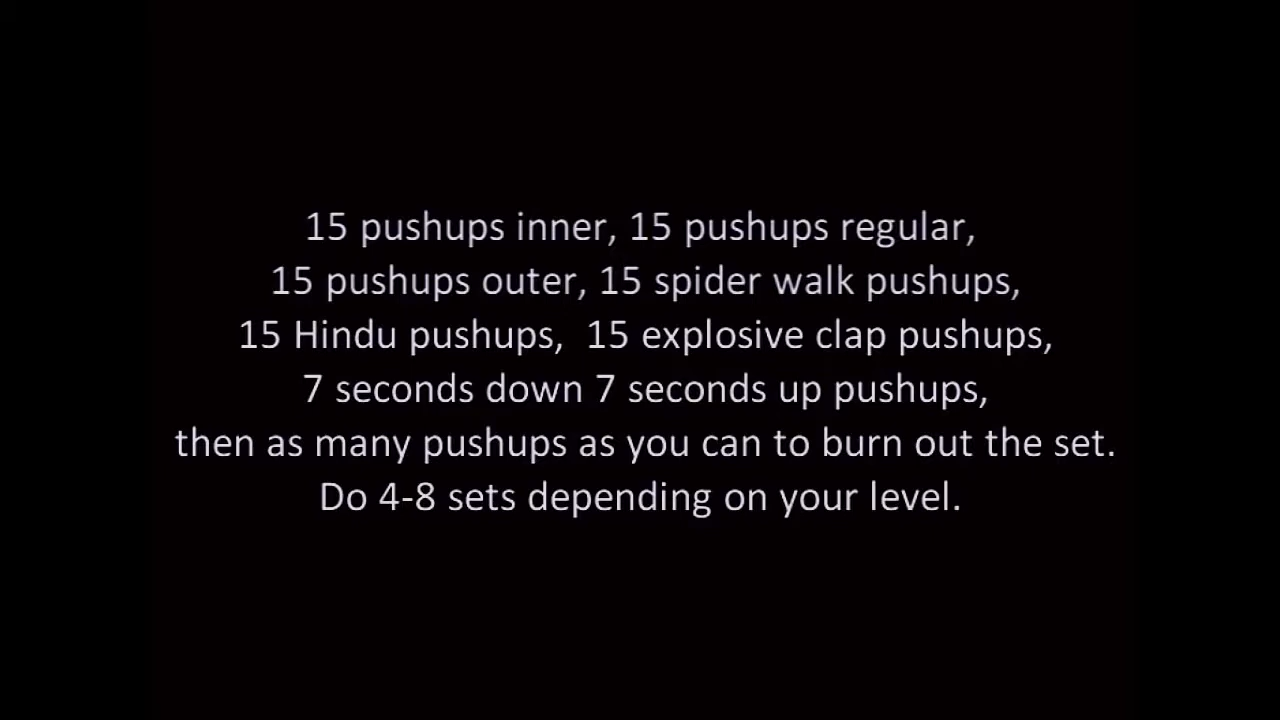 15 pushups inner, 15 pushups regular,
15 pushups outer, 15 spider walk pushups,
15 Hindu pushups,  15 explosive clap pushups,
7 seconds down 7 seconds up pushups,
then as many pushups as you can to burn out the set.
Do 4-8 sets depending on your level.